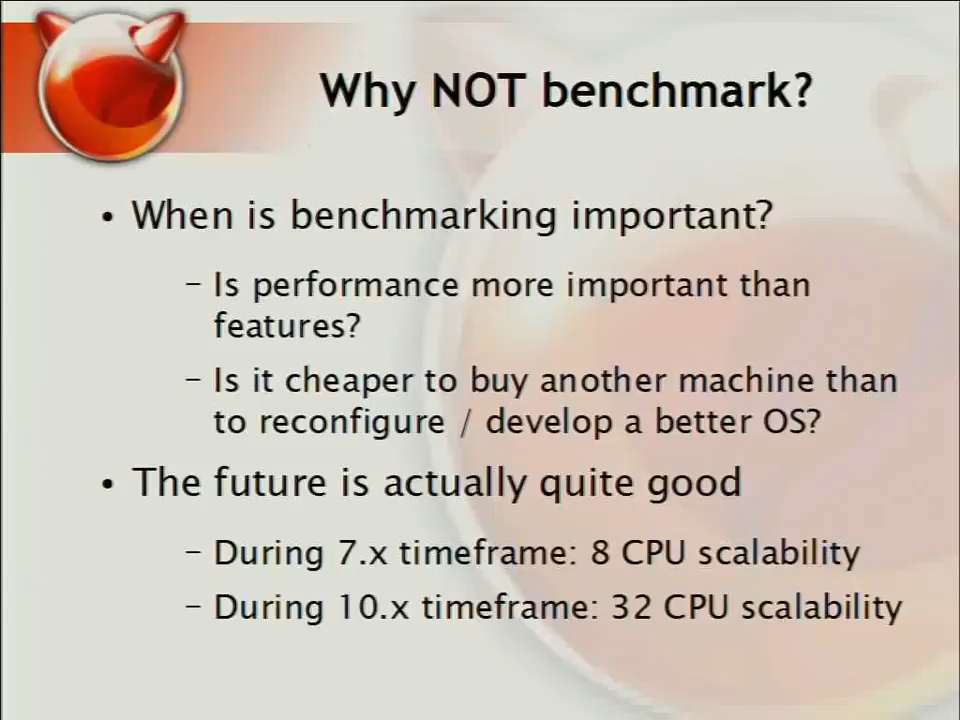 Why NOT benchmark?
• When is benchmarking important?
– Is performance more important than
features?
– Is it cheaper to buy another machine than
to reconfigure / develop a better OS?
• The future is actually quite good
– During 7.x timeframe: 8 CPU scalability
– During 10.x timeframe: 32 CPU scalability